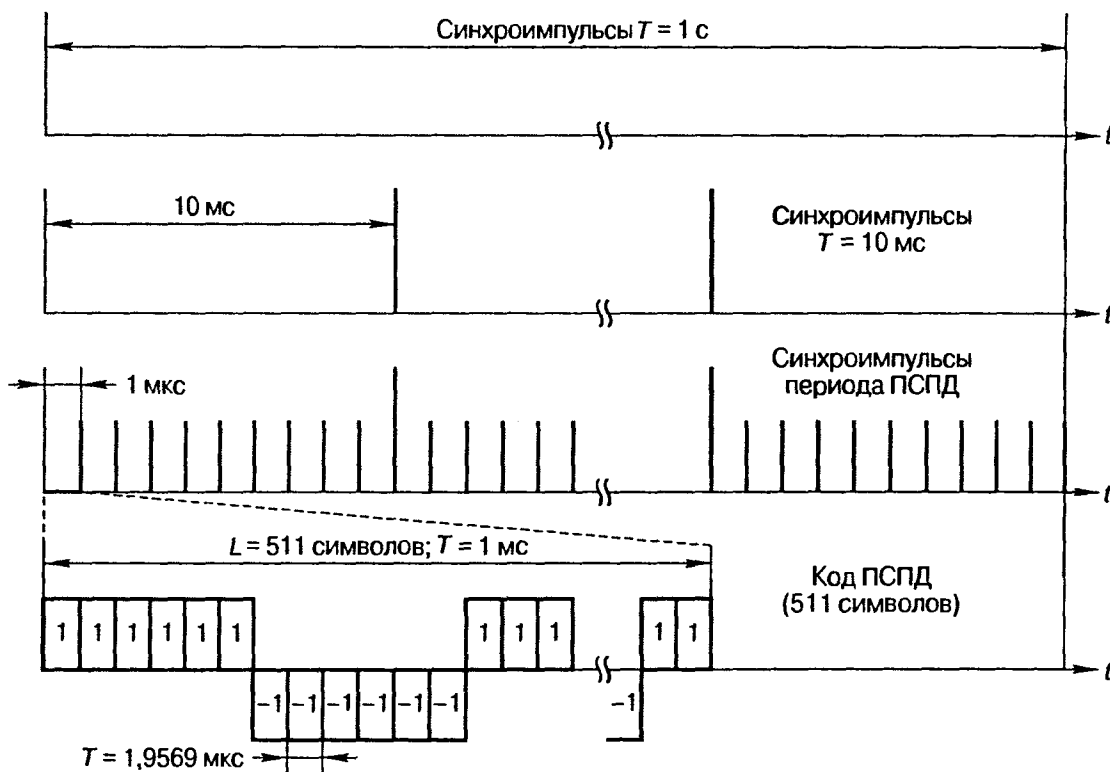 Синхроимпульсы T = 1 с
t
10 мс
Синхроимпульсы
T = 10 мс
t
Синхроимпульсы
периода ПСПД
1 мкс
t
L = 511 символов; T = 1 мс
Код ПСПД
(511 символов)
1 1 1 1 1 1 1 1 1 1 1
t
-1 -1 -1 -1 -1 -1 -1
T = 1,9569 мкс